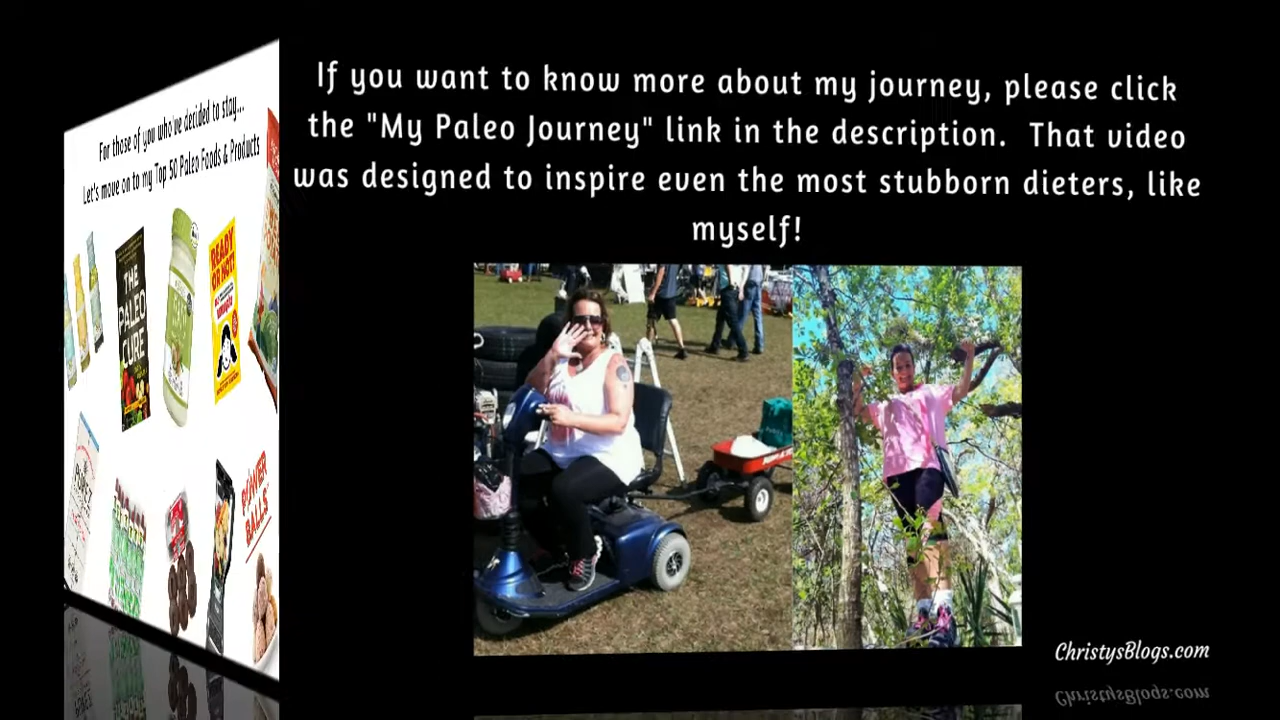 If you want to know more about my journey, please click
the "My Paleo Journey" link in the description. That video
was designed to inspire even the most stubborn dieters, like
myself!
For those of you who've decided to stay...
Let's move on to my Top 50 Paleo Foods & Products
THE
PALEO
CURE
READY
OR NOT!
POWER
BALLS
ChristysBlogs.com